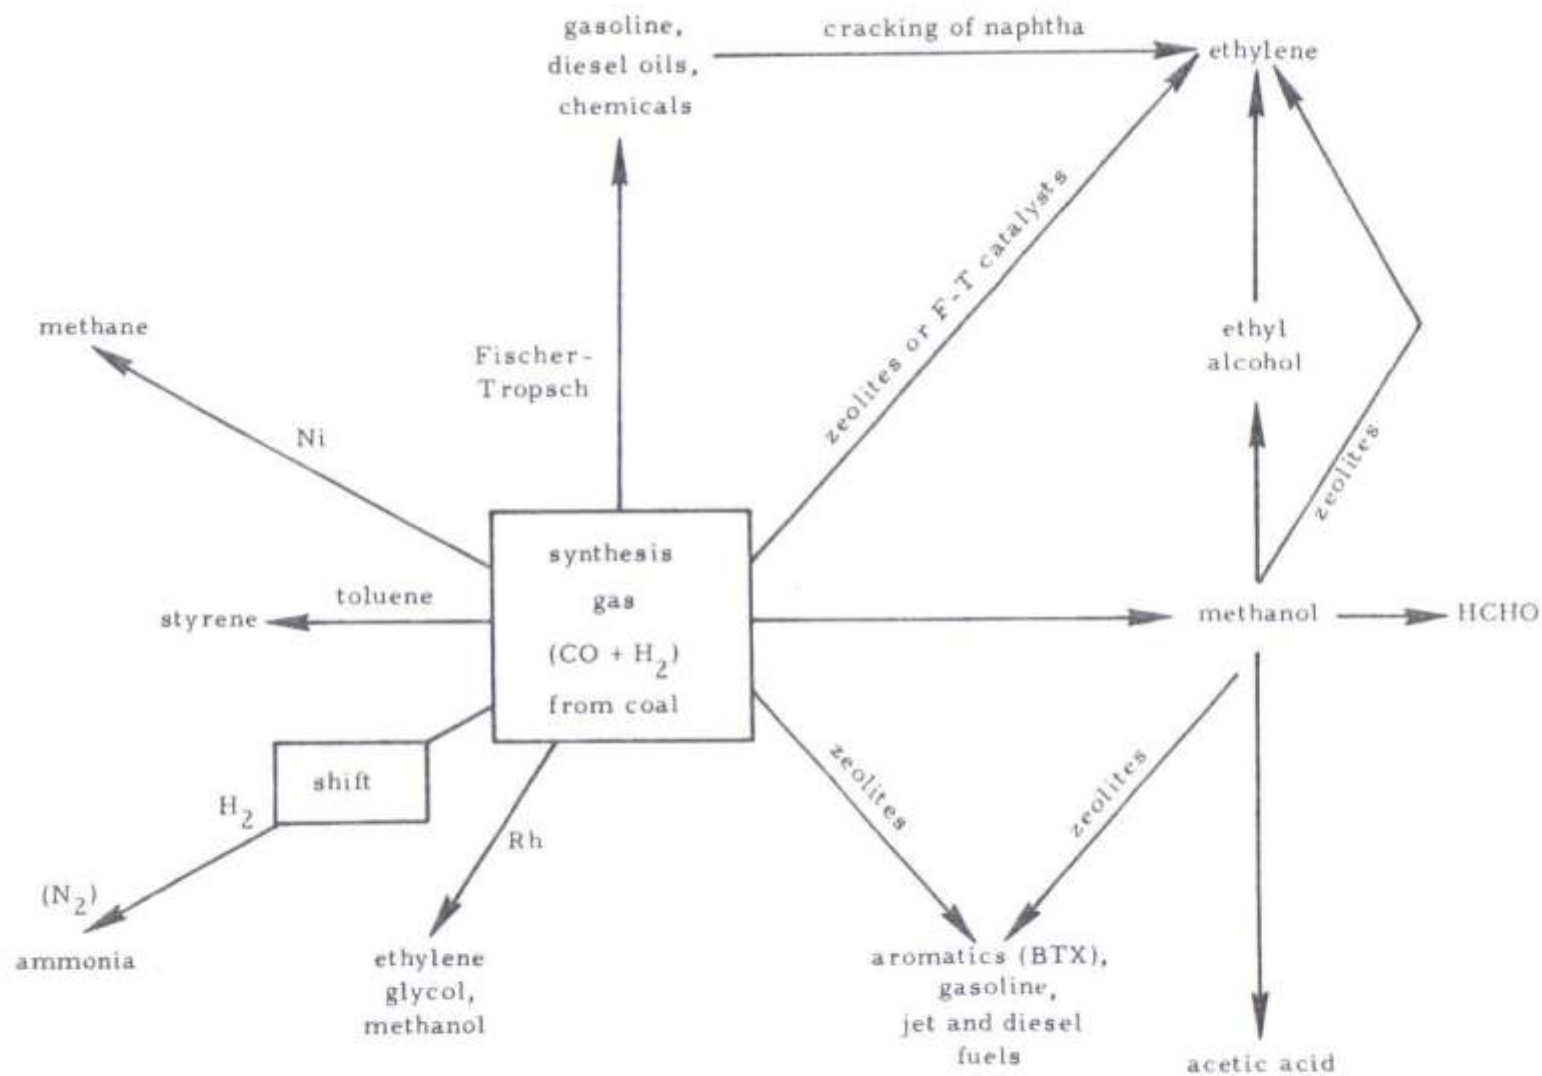 gasoline,
diesel oils,
chemicals
cracking of naphtha
ethylene
zeolites or F-T catalysts
methane
Fischer-
Tropsch
ethyl
alcohol
Ni
zeolites
synthesis
gas
(CO + H2)
from coal
toluene
styrene
methanol
HCHO
shift
H2
zeolites
zeolites
Rh
(N2)
ammonia
ethylene
glycol,
methanol
aromatics (BTX),
gasoline,
jet and diesel
fuels
acetic acid